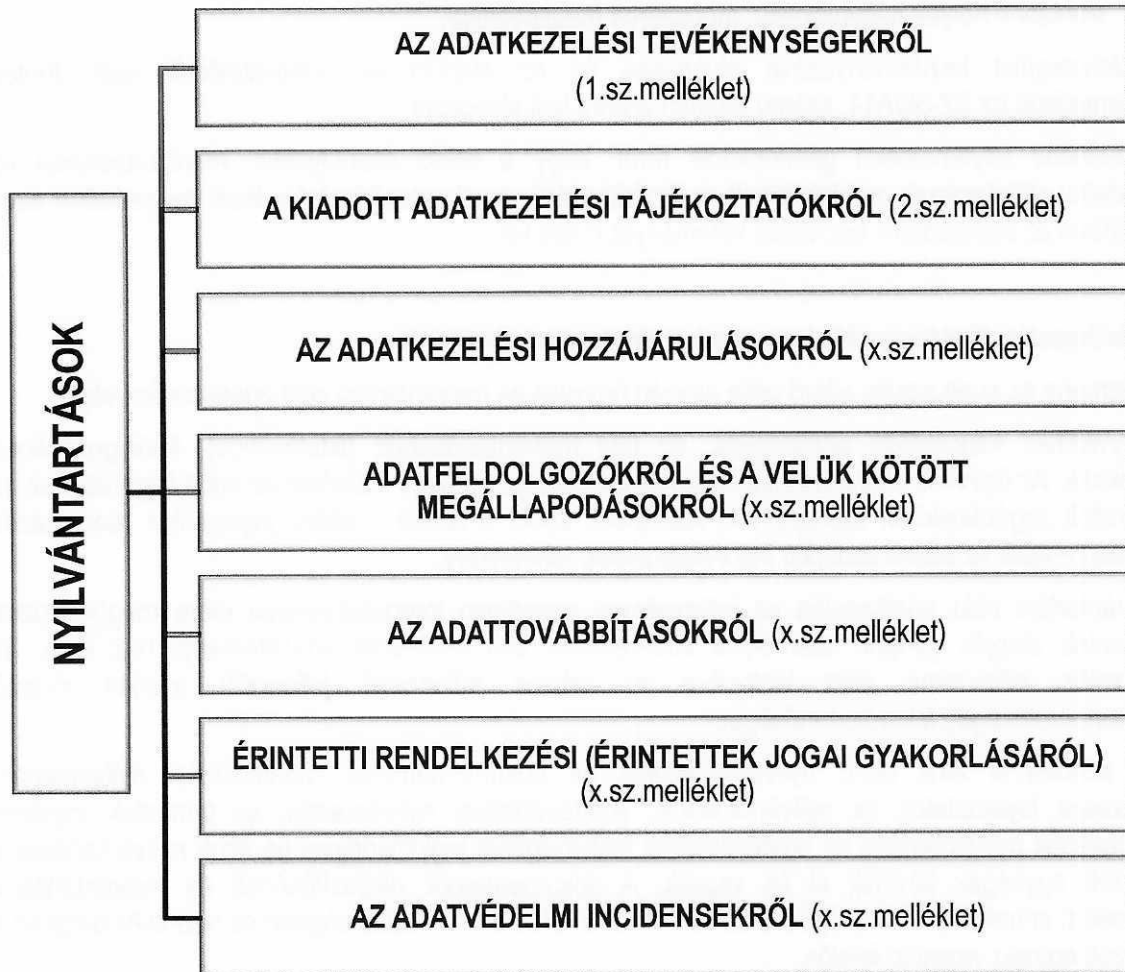 NYILVÁNTARTÁSOK
AZ ADATKEZELÉSI TEVÉKENYSÉGEKRŐL
(1.sz.melléklet)
A KIADOTT ADATKEZELÉSI TÁJÉKOZTATÓKRÓL (2.sz.melléklet)
AZ ADATKEZELÉSI HOZZÁJÁRULÁSOKRÓL (x.sz.melléklet)
ADATFELDOLGOZÓKRÓL ÉS A VELÜK KÖTÖTT
MEGÁLLAPODÁSOKRÓL (x.sz.melléklet)
AZ ADATTOVÁBBÍTÁSOKRÓL (x.sz.melléklet)
ÉRINTETTI RENDELKEZÉSI (ÉRINTETTEK JOGAI GYAKORLÁSÁRÓL)
(x.sz.melléklet)
AZ ADATVÉDELMI INCIDENSEKRŐL (x.sz.melléklet)